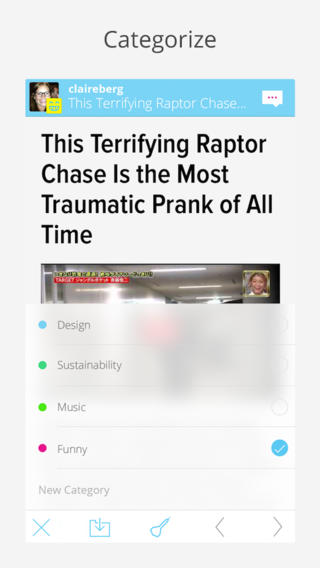 Categorize
claireberg
This Terrifying Raptor Chase...
This Terrifying Raptor
Chase Is the Most
Traumatic Prank of All
Time
Design
Sustainability
Music
Funny
New Category